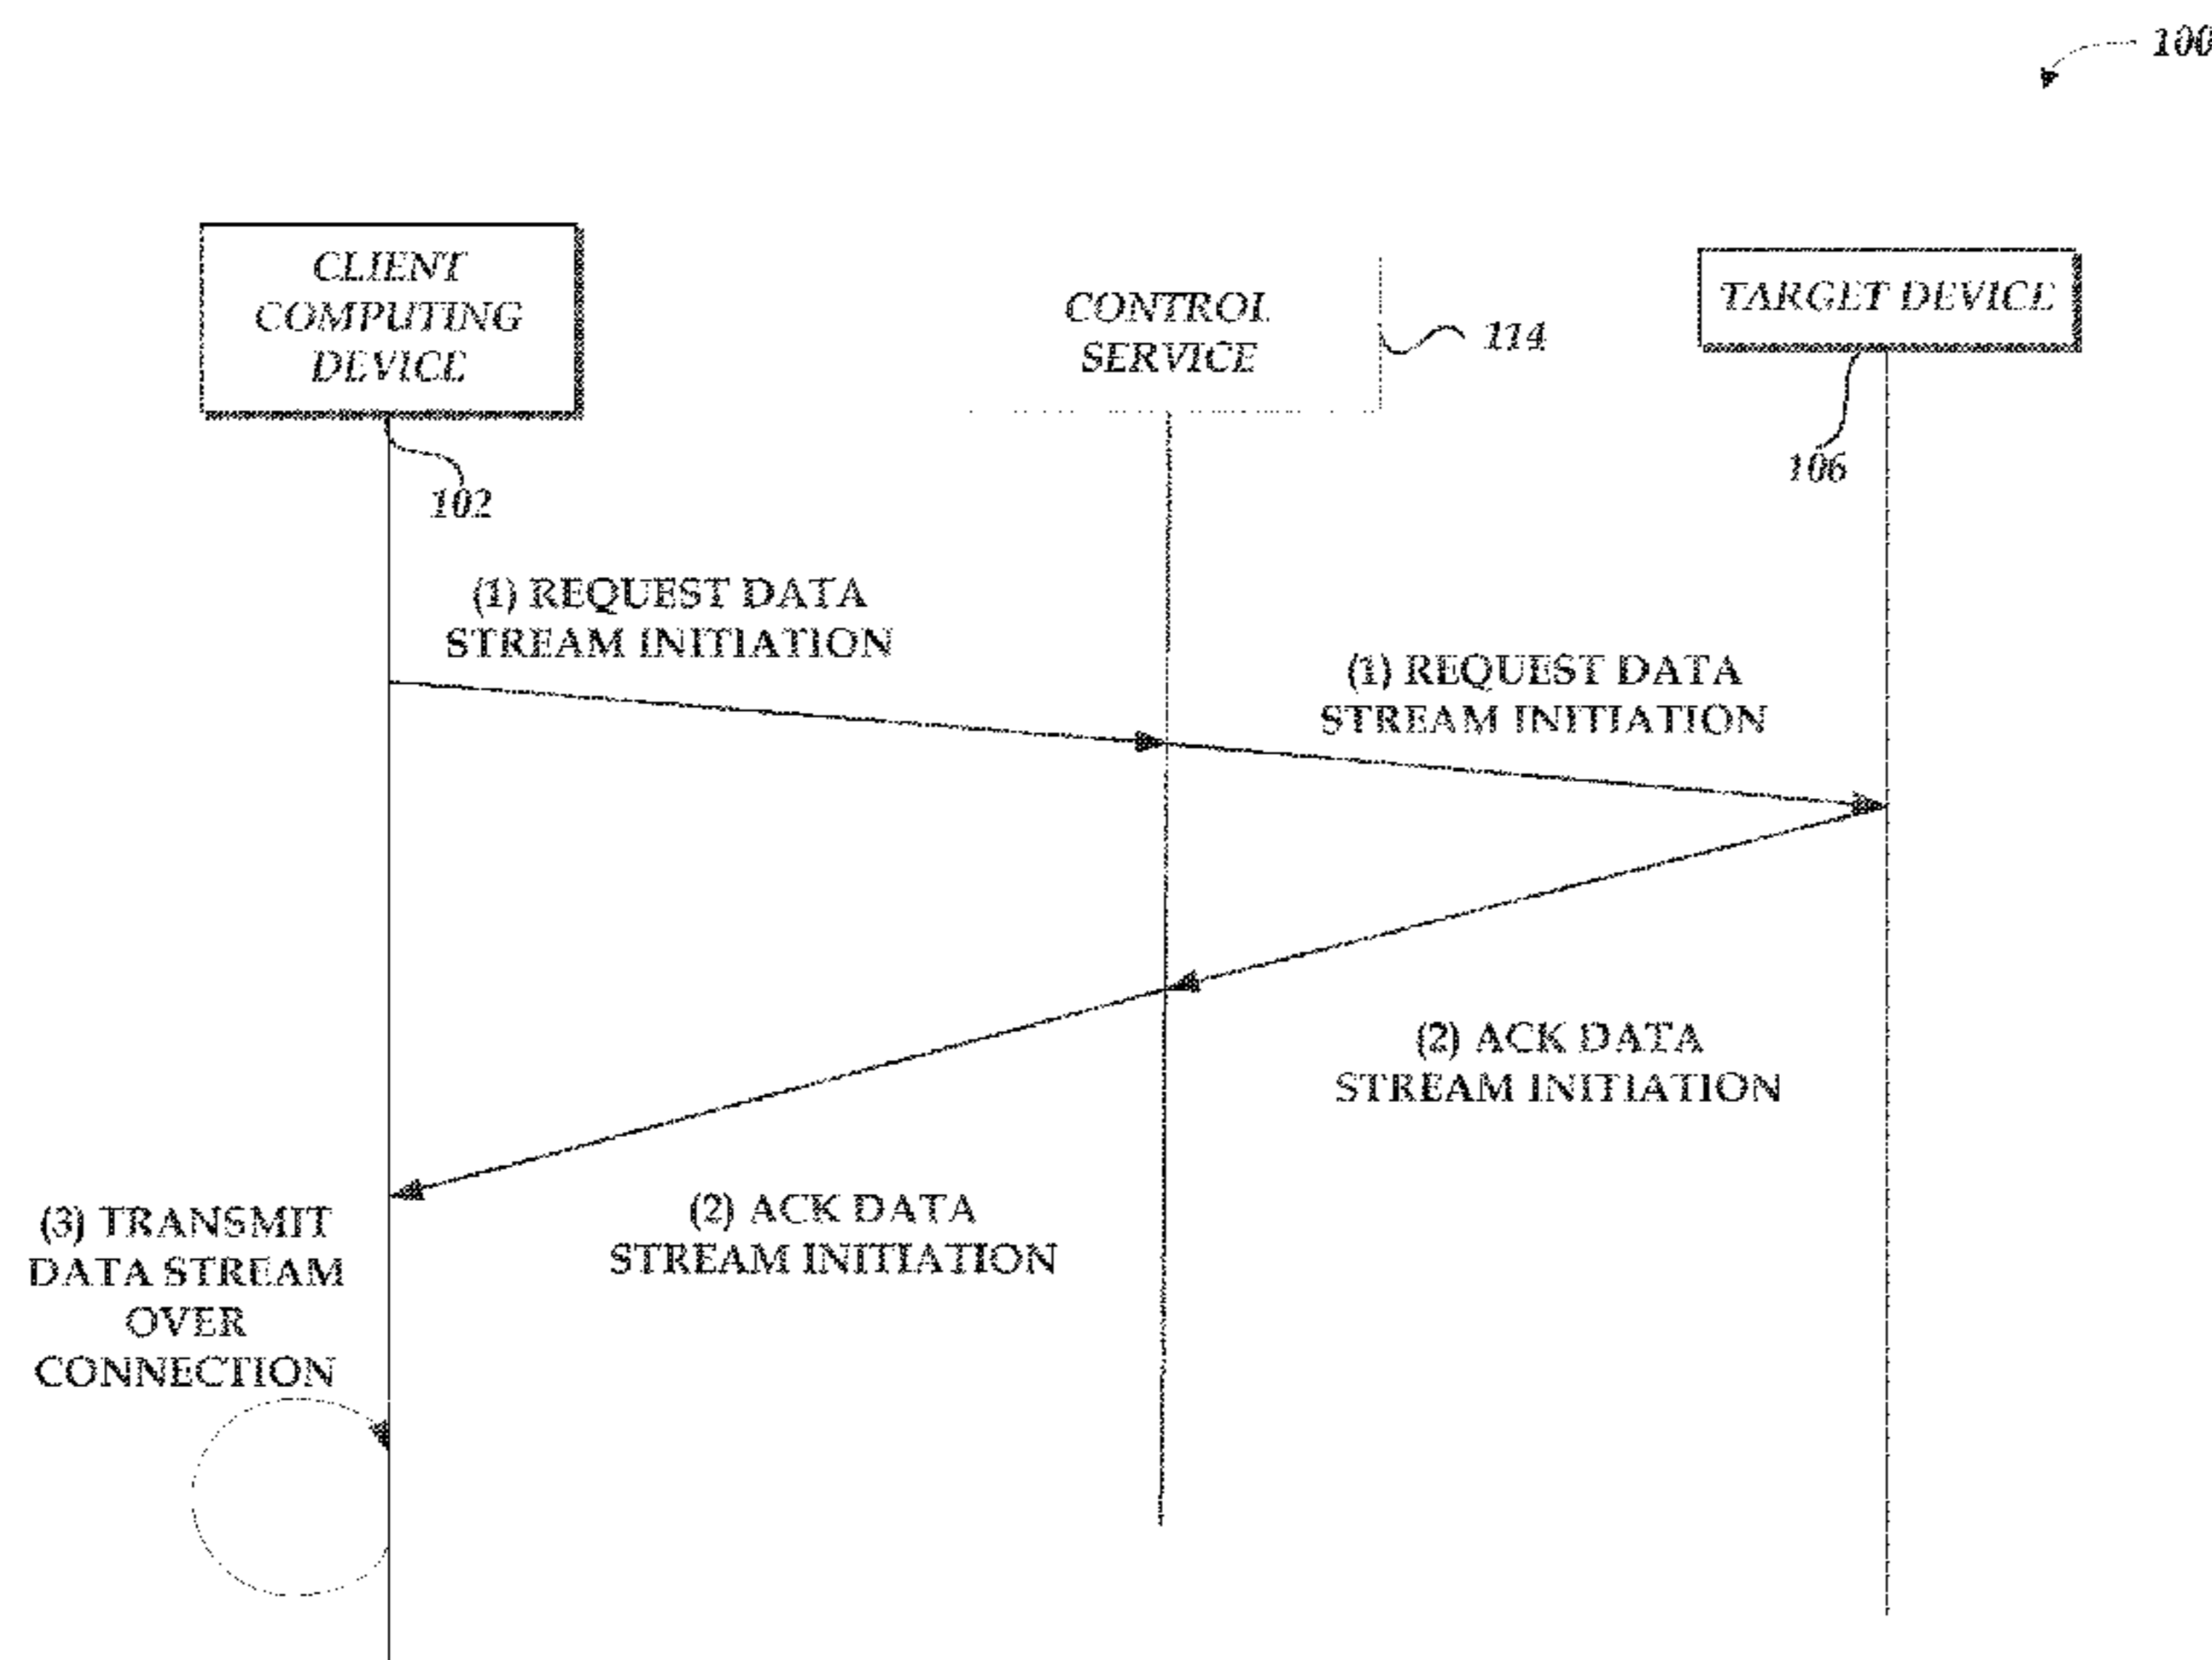 100
CLIENT
COMPUTING
DEVICE
CONTROL
SERVICE
114
TARGET DEVICE
106
102
(1) REQUEST DATA
STREAM INITIATION
(1) REQUEST DATA
STREAM INITIATION
(2) ACK DATA
STREAM INITIATION
(2) ACK DATA
STREAM INITIATION
(3) TRANSMIT
DATA STREAM
OVER
CONNECTION